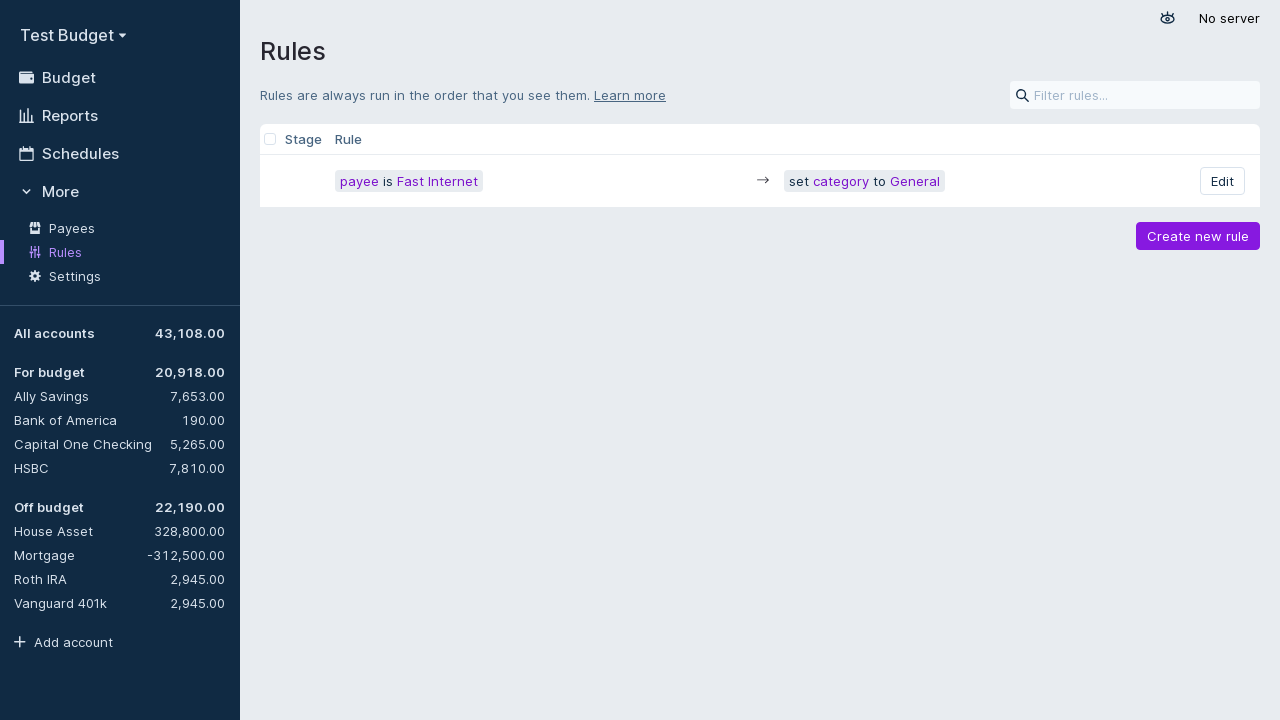 Test Budget
Budget
Reports
Schedules
More
Payees
Rules
Settings
All accounts 43,108.00
For budget 20,918.00
Ally Savings 7,653.00
Bank of America 190.00
Capital One Checking 5,265.00
HSBC 7,810.00
Off budget 22,190.00
House Asset 328,800.00
Mortgage -312,500.00
Roth IRA 2,945.00
Vanguard 401k 2,945.00
Add account
No server
Rules
Rules are always run in the order that you see them. Learn more
Filter rules...
Stage Rule
payee is Fast Internet → set category to General Edit
Create new rule